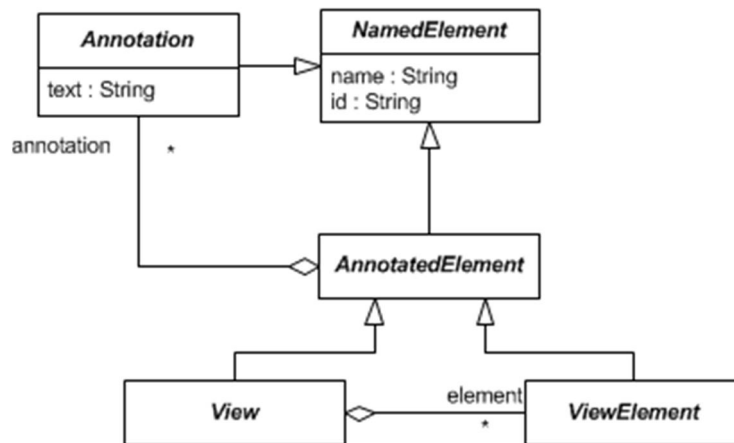 Annotation
text : String
NamedElement
name : String
id : String
annotation
*
AnnotatedElement
View
element
*
ViewElement